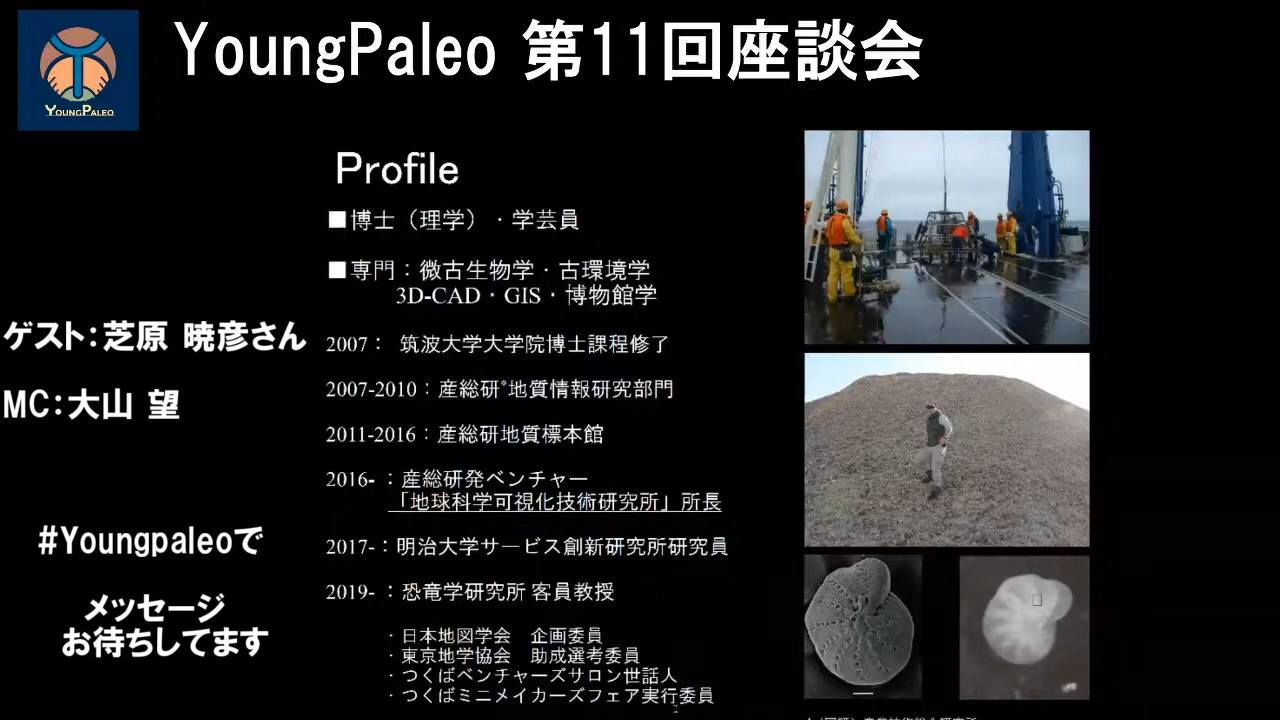 YoungPaleo 第11回座談会
YOUNGPALEO
Profile
■博士（理学）・学芸員
■専門：微古生物学・古環境学
3D-CAD・GIS・博物館学
ゲスト：芝原 暁彦さん
MC：大山 望
2007： 筑波大学大学院博士課程修了
2007-2010：産総研*地質情報研究部門
2011-2016：産総研地質標本館
2016- ：産総研発ベンチャー
「地球科学可視化技術研究所」所長
2017-：明治大学サービス創新研究所研究員
2019- ：恐竜学研究所 客員教授
・日本地図学会　企画委員
・東京地学協会　助成選考委員
・つくばベンチャーズサロン世話人
・つくばミニメイカーズフェア実行委員
#Youngpaleoで
メッセージ
お待ちしてます